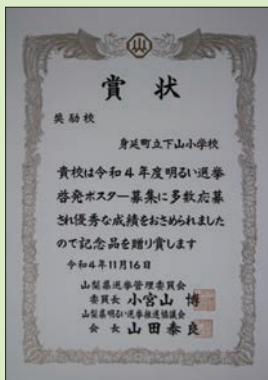 賞状
奨励校
身延町立下山小学校
貴校は令和4年度明るい選挙
啓発ポスター募集に多数応募
され優秀な成績をおさめられました
ので記念品を贈り賞します
令和4年11月16日
山梨県選挙管理委員会
委員長 小宮山 博
山梨県明るい選挙推進協議会
会長 山田泰良